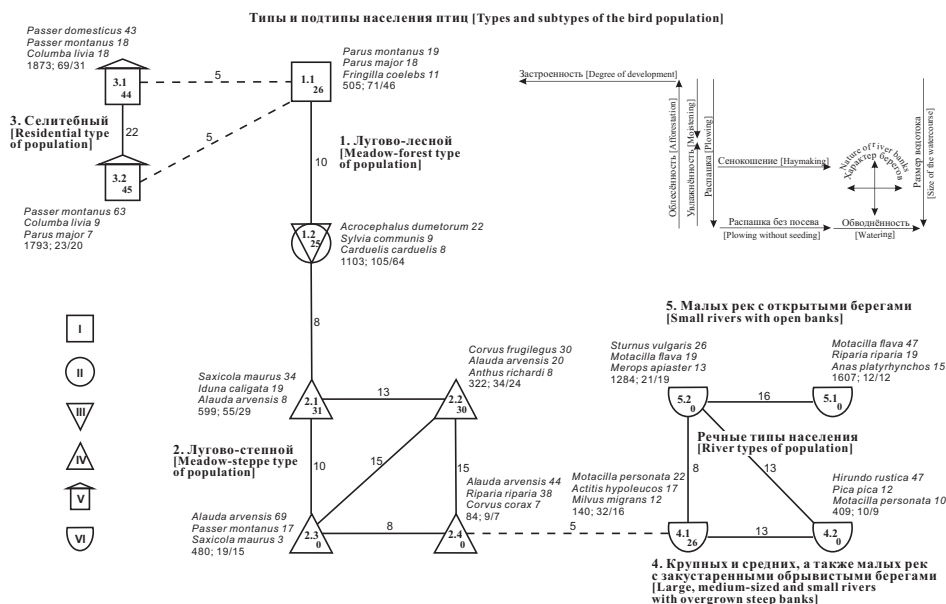 Типы и подтипы населения птиц [Types and subtypes of the bird population]
Passer domesticus 43
Passer montanus 18
Columba livia 18
1873; 69/31
3.1
44
5
1.1
26
Parus montanus 19
Parus major 18
Fringilla coelebs 11
505; 71/46
3. Селитебный
[Residential type
of population]
22
5
3.2
45
Passer montanus 63
Columba livia 9
Parus major 7
1793; 23/20
10
1. Лугово-лесной
[Meadow-forest type
of population]
1.2
25
Acrocephalus dumetorum 22
Sylvia communis 9
Carduelis carduelis 8
1103; 105/64
8
Застроенность [Degree of development]
Облесённость [Afforestation]
Увлажнённость [Moistening]
Распашка [Plowing]
Сенокошение [Haymaking]
Nature of river banks
Характер берегов
Размер водотока
[Size of the watercourse]
Распашка без посева
[Plowing without seeding]
Обводнённость
[Watering]
I
II
III
IV
V
VI
Saxicola maurus 34
Iduna caligata 19
Alauda arvensis 8
599; 55/29
2.1
31
13
Corvus frugilegus 30
Alauda arvensis 20
Anthus richardi 8
322; 34/24
2.2
30
2. Лугово-степной
[Meadow-steppe type
of population]
10
15
15
Alauda arvensis 69
Passer montanus 17
Saxicola maurus 3
480; 19/15
2.3
0
8
Alauda arvensis 44
Riparia riparia 38
Corvus corax 7
84; 9/7
2.4
0
5
5. Малых рек с открытыми берегами
[Small rivers with open banks]
Sturnus vulgaris 26
Motacilla flava 19
Merops apiaster 13
1284; 21/19
5.2
0
16
Motacilla flava 47
Riparia riparia 19
Anas platyrhynchos 15
1607; 12/12
5.1
0
Речные типы населения
[River types of population]
8
13
Motacilla personata 22
Actitis hypoleucos 17
Milvus migrans 12
140; 32/16
4.1
26
13
Hirundo rustica 47
Pica pica 12
Motacilla personata 10
409; 10/9
4.2
0
4. Крупных и средних, а также малых рек
с закустаренными обрывистыми берегами
[Large, medium-sized and small rivers
with overgrown steep banks]